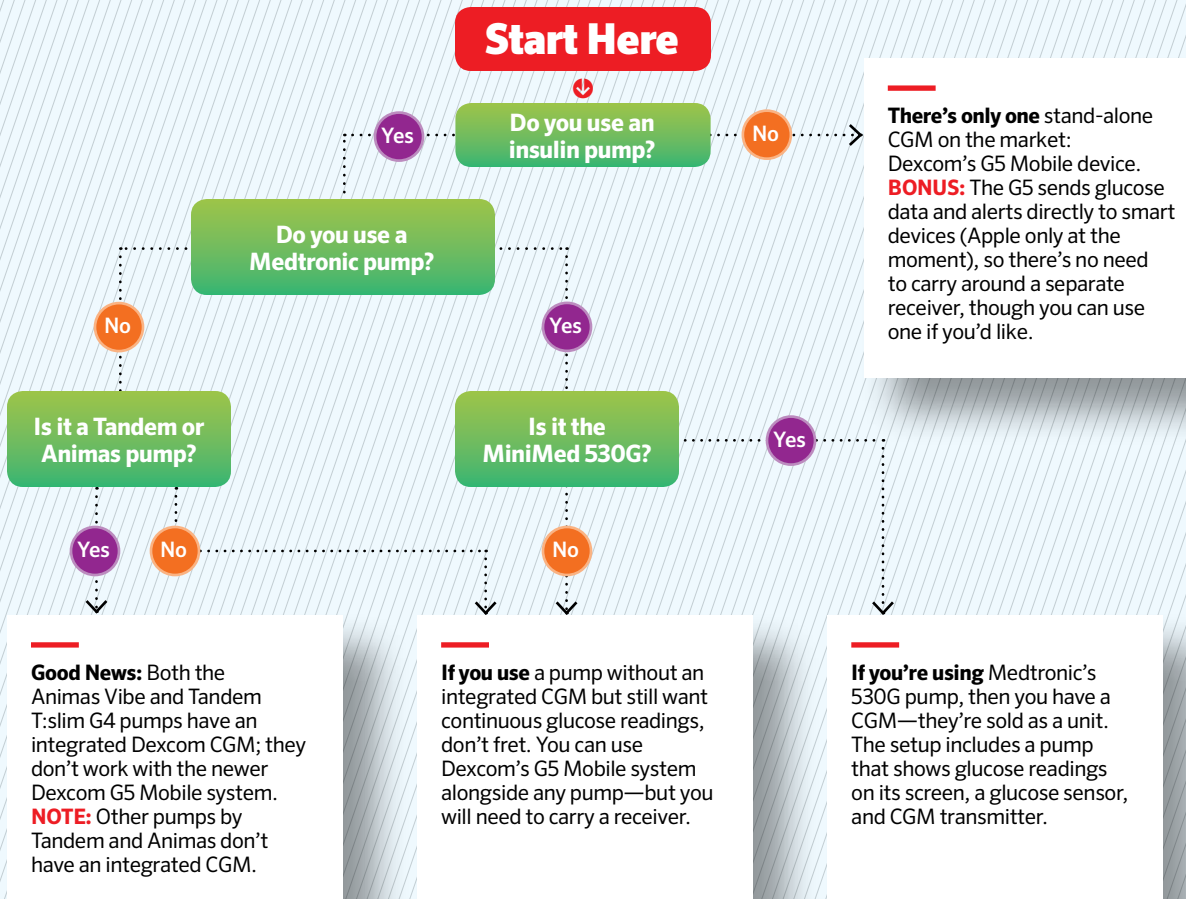 Start Here
Do you use an
insulin pump?
Yes
No
There's only one stand-alone
CGM on the market:
Dexcom's G5 Mobile device.
BONUS: The G5 sends glucose
data and alerts directly to smart
devices (Apple only at the
moment), so there's no need
to carry around a separate
receiver, though you can use
one if you'd like.
Do you use a
Medtronic pump?
No
Yes
Is it a Tandem or
Animas pump?
Is it the
MiniMed 530G?
Yes
Yes
No
No
Good News: Both the
Animas Vibe and Tandem
T:slim G4 pumps have an
integrated Dexcom CGM; they
don't work with the newer
Dexcom G5 Mobile system.
NOTE: Other pumps by
Tandem and Animas don't
have an integrated CGM.
If you use a pump without an
integrated CGM but still want
continuous glucose readings,
don't fret. You can use
Dexcom's G5 Mobile system
alongside any pump—but you
will need to carry a receiver.
If you're using Medtronic's
530G pump, then you have a
CGM—they're sold as a unit.
The setup includes a pump
that shows glucose readings
on its screen, a glucose sensor,
and CGM transmitter.